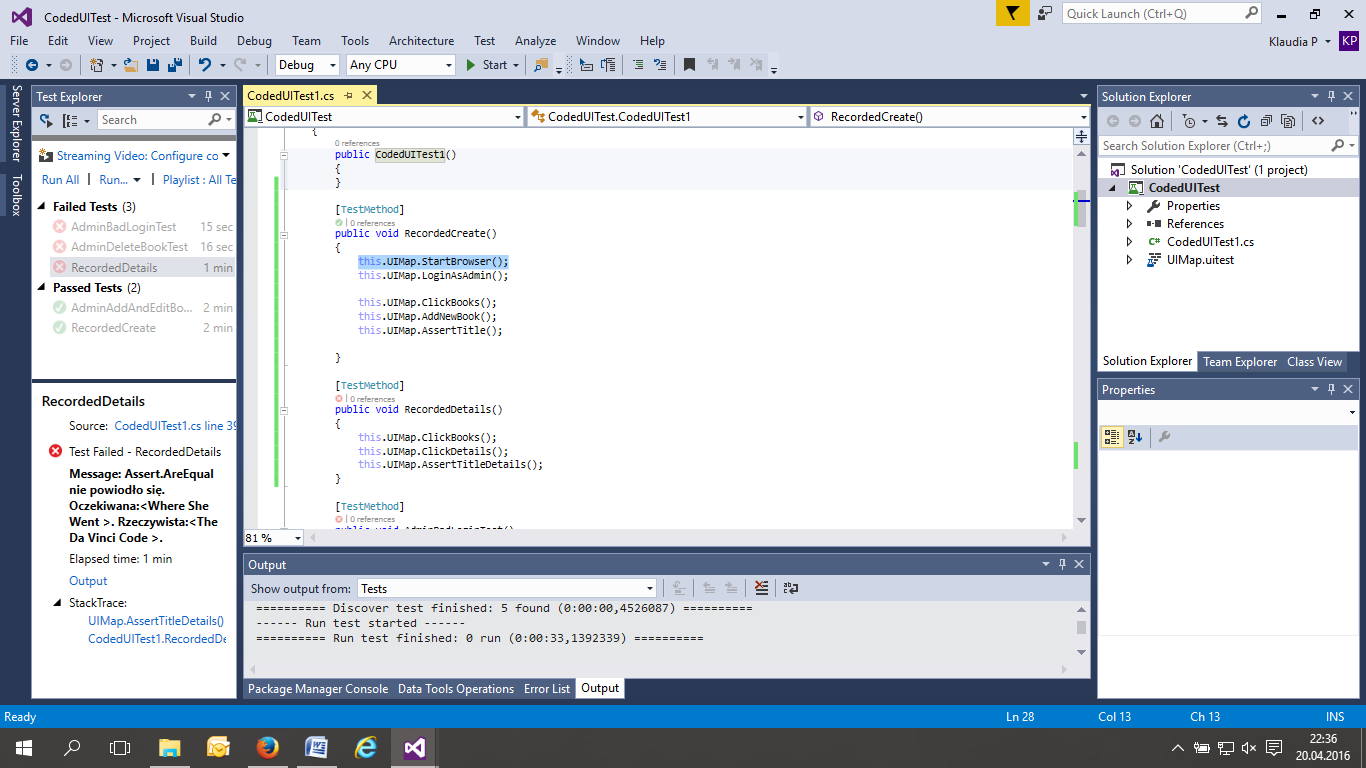 CodedUITest - Microsoft Visual Studio
Quick Launch (Ctrl+Q)
File Edit View Project Build Debug Team Tools Architecture Test Analyze Window Help
Klaudia P KP
Debug Any CPU Start
Server Explorer
Toolbox
Test Explorer
Search
Streaming Video: Configure co
Run All | Run... | Playlist : All Te
Failed Tests (3)
AdminBadLoginTest 15 sec
AdminDeleteBookTest 16 sec
RecordedDetails 1 min
Passed Tests (2)
AdminAddAndEditBo... 2 min
RecordedCreate 2 min
RecordedDetails
Source: CodedUITest1.cs line 39
Test Failed - RecordedDetails
Message: Assert.AreEqual
nie powiodło się.
Oczekiwana:<Where She
Went >. Rzeczywista:<The
Da Vinci Code >.
Elapsed time: 1 min
Output
StackTrace:
UIMap.AssertTitleDetails()
CodedUITest1.RecordedDe
CodedUITest1.cs
CodedUITest CodedUITest.CodedUITest1 RecordedCreate()
{
0 references
public CodedUITest1()
{
}
[TestMethod]
| 0 references
public void RecordedCreate()
{
this.UIMap.StartBrowser();
this.UIMap.LoginAsAdmin();
this.UIMap.ClickBooks();
this.UIMap.AddNewBook();
this.UIMap.AssertTitle();
}
[TestMethod]
| 0 references
public void RecordedDetails()
{
this.UIMap.ClickBooks();
this.UIMap.ClickDetails();
this.UIMap.AssertTitleDetails();
}
[TestMethod]
| 0 references
public void AdminBadLoginTest()
81 %
Output
Show output from: Tests
========== Discover test finished: 5 found (0:00:00,4526087) ==========
------ Run test started ------
========== Run test finished: 0 run (0:00:33,1392339) ==========
Package Manager Console Data Tools Operations Error List Output
Solution Explorer
Search Solution Explorer (Ctrl+;)
Solution 'CodedUITest' (1 project)
CodedUITest
Properties
References
C# CodedUITest1.cs
UIMap.uitest
Solution Explorer Team Explorer Class View
Properties
Ready Ln 28 Col 13 Ch 13 INS
22:36
20.04.2016